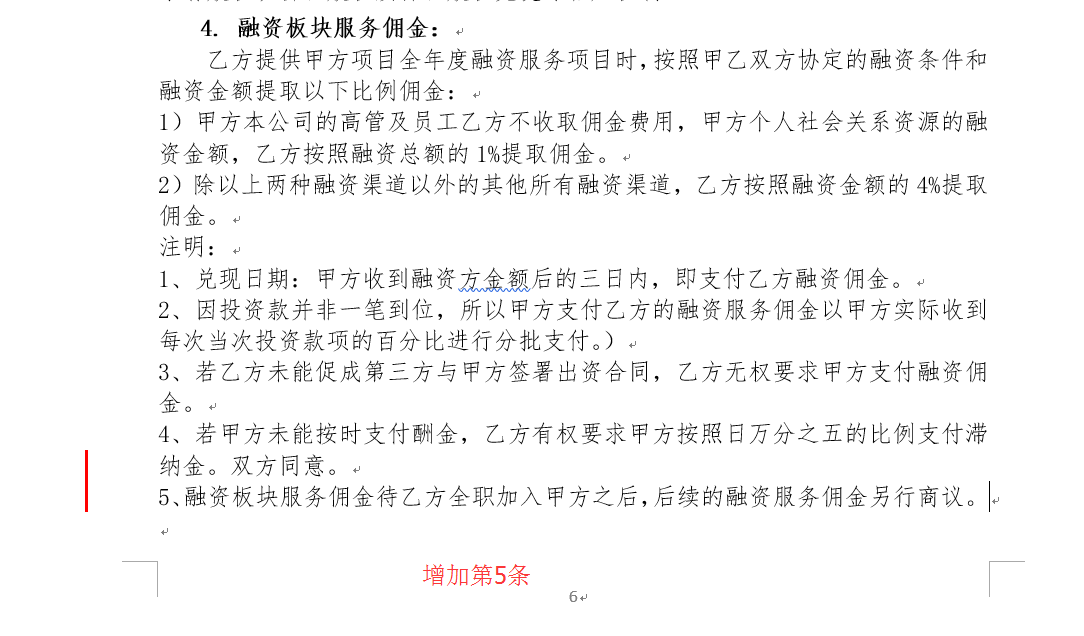 4. 融资板块服务佣金：
乙方提供甲方项目全年度融资服务项目时,按照甲乙双方协定的融资条件和
融资金额提取以下比例佣金：
1）甲方本公司的高管及员工乙方不收取佣金费用，甲方个人社会关系资源的融
资金额，乙方按照融资总额的1%提取佣金。
2）除以上两种融资渠道以外的其他所有融资渠道，乙方按照融资金额的4%提取
佣金。
注明：
1、兑现日期：甲方收到融资方金额后的三日内，即支付乙方融资佣金。
2、因投资款并非一笔到位，所以甲方支付乙方的融资服务佣金以甲方实际收到
每次当次投资款项的百分比进行分批支付。）
3、若乙方未能促成第三方与甲方签署出资合同，乙方无权要求甲方支付融资佣
金。
4、若甲方未能按时支付酬金，乙方有权要求甲方按照日万分之五的比例支付滞
纳金。双方同意。
5、融资板块服务佣金待乙方全职加入甲方之后,后续的融资服务佣金另行商议。
增加第5条
6